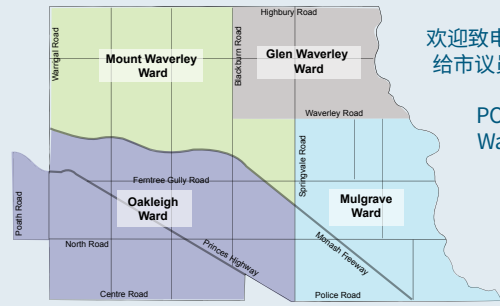 Highbury Road
Warrigal Road
Mount Waverley
Ward
Blackburn Road
Glen Waverley
Ward
欢迎致
给市议员
Waverley Road
PO
Wa
Springvale Road
Ferntree Gully Road
Oakleigh
Ward
Mulgrave
Ward
Poath Road
North Road
Princes Highway
Monash Freeway
Centre Road
Police Road